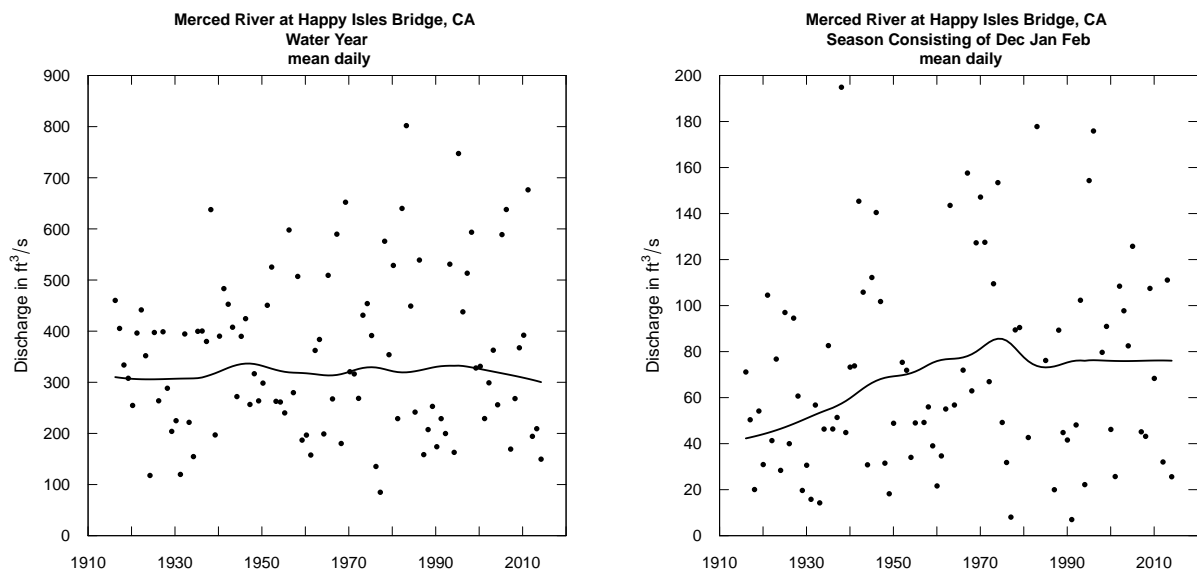 Merced River at Happy Isles Bridge, CA
Water Year
mean daily
Discharge in ft³/s
900
800
700
600
500
400
300
200
100
0
1910 1930 1950 1970 1990 2010
Merced River at Happy Isles Bridge, CA
Season Consisting of Dec Jan Feb
mean daily
Discharge in ft³/s
200
180
160
140
120
100
80
60
40
20
0
1910 1930 1950 1970 1990 2010